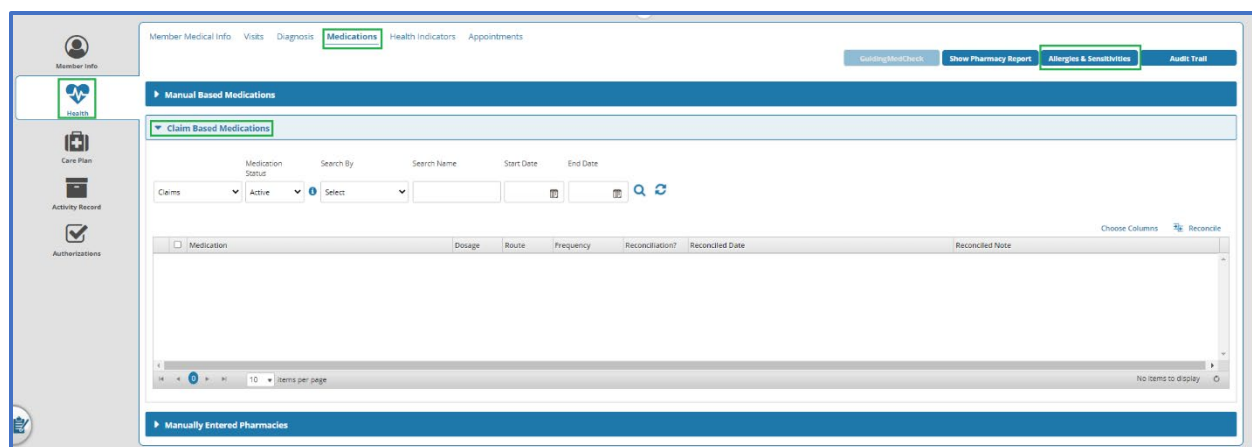 Member Info
Health
Care Plan
Activity Record
Authorizations
Member Medical Info Visits Diagnosis Medications Health Indicators Appointments
GuidingMedCheck Show Pharmacy Report Allergies & Sensitivities Audit Trail
Manual Based Medications
Claim Based Medications
Medication Status Search By Search Name Start Date End Date
Claims Active Select
Choose Columns Reconcile
Medication Dosage Route Frequency Reconciliation? Reconciled Date Reconciled Note
0 10 items per page No items to display
Manually Entered Pharmacies